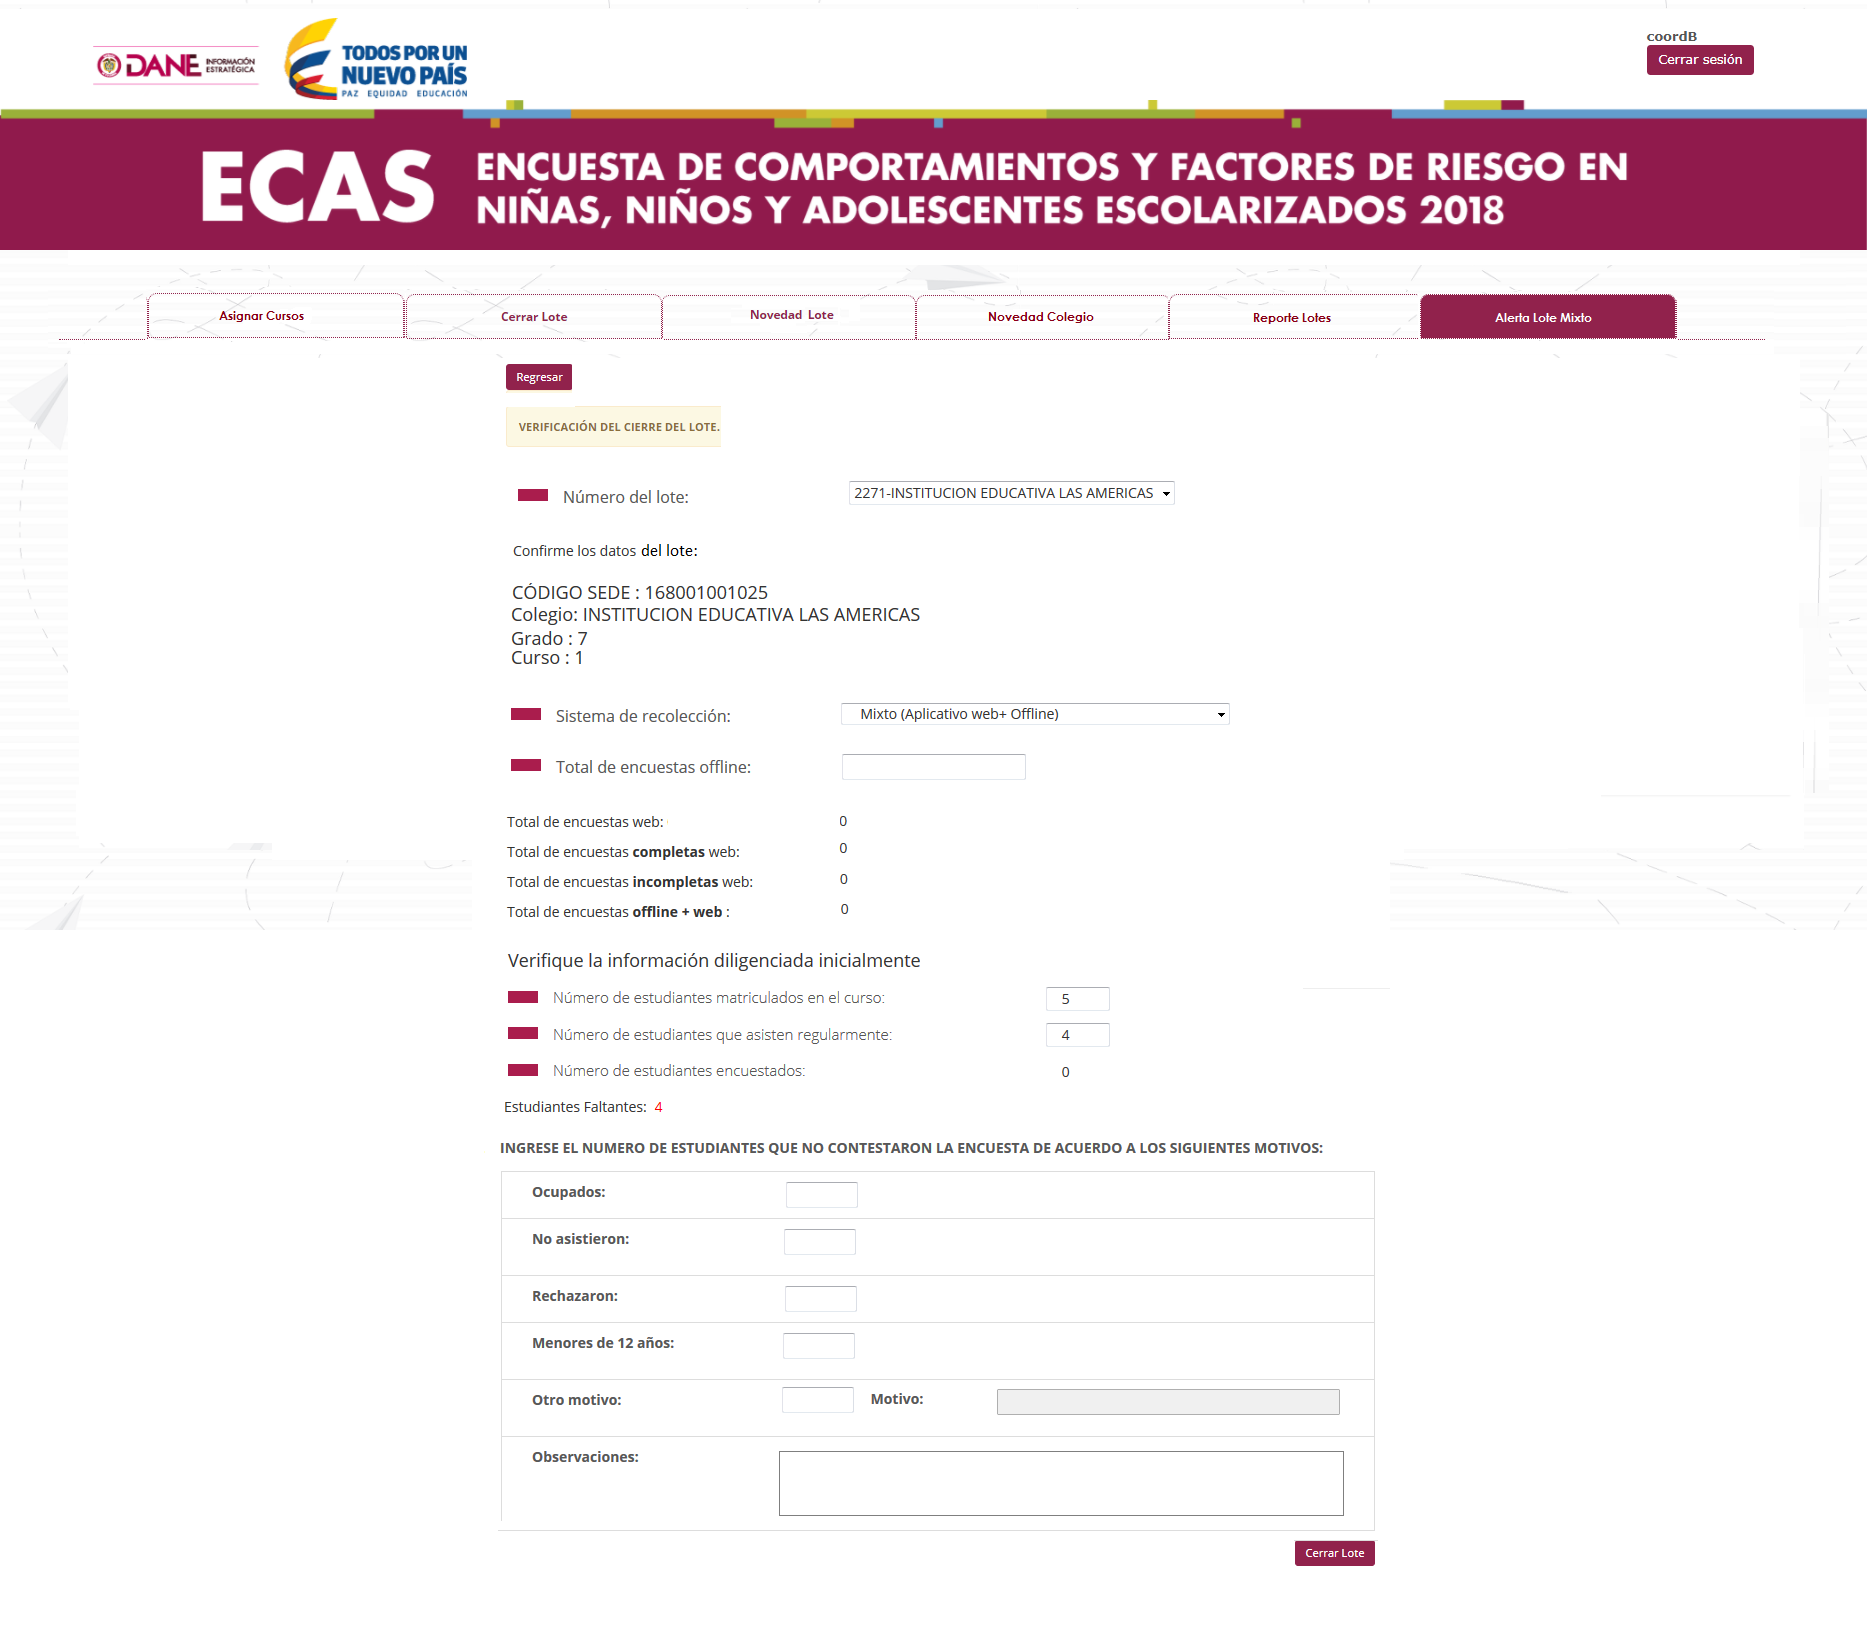 coordB
DANE INFORMACIÓN ESTRATÉGICA
TODOS POR UN
NUEVO PAÍS
PAZ EQUIDAD EDUCACIÓN
Cerrar sesión
ECAS
ENCUESTA DE COMPORTAMIENTOS Y FACTORES DE RIESGO EN
NIÑAS, NIÑOS Y ADOLESCENTES ESCOLARIZADOS 2018
Asignar Cursos Cerrar Lote Novedad Lote Novedad Colegio Reporte Lotes Alerta Lote Mixto
Regresar
VERIFICACIÓN DEL CIERRE DEL LOTE.
Número del lote: 2271-INSTITUCION EDUCATIVA LAS AMERICAS
Confirme los datos del lote:
CÓDIGO SEDE : 168001001025
Colegio: INSTITUCION EDUCATIVA LAS AMERICAS
Grado : 7
Curso : 1
Sistema de recolección: Mixto (Aplicativo web+ Offline)
Total de encuestas offline:
Total de encuestas web: 0
Total de encuestas completas web: 0
Total de encuestas incompletas web: 0
Total de encuestas offline + web : 0
Verifique la información diligenciada inicialmente
Número de estudiantes matriculados en el curso: 5
Número de estudiantes que asisten regularmente: 4
Número de estudiantes encuestados: 0
Estudiantes Faltantes: 4
INGRESE EL NUMERO DE ESTUDIANTES QUE NO CONTESTARON LA ENCUESTA DE ACUERDO A LOS SIGUIENTES MOTIVOS:
Ocupados:
No asistieron:
Rechazaron:
Menores de 12 años:
Otro motivo: Motivo:
Observaciones:
Cerrar Lote